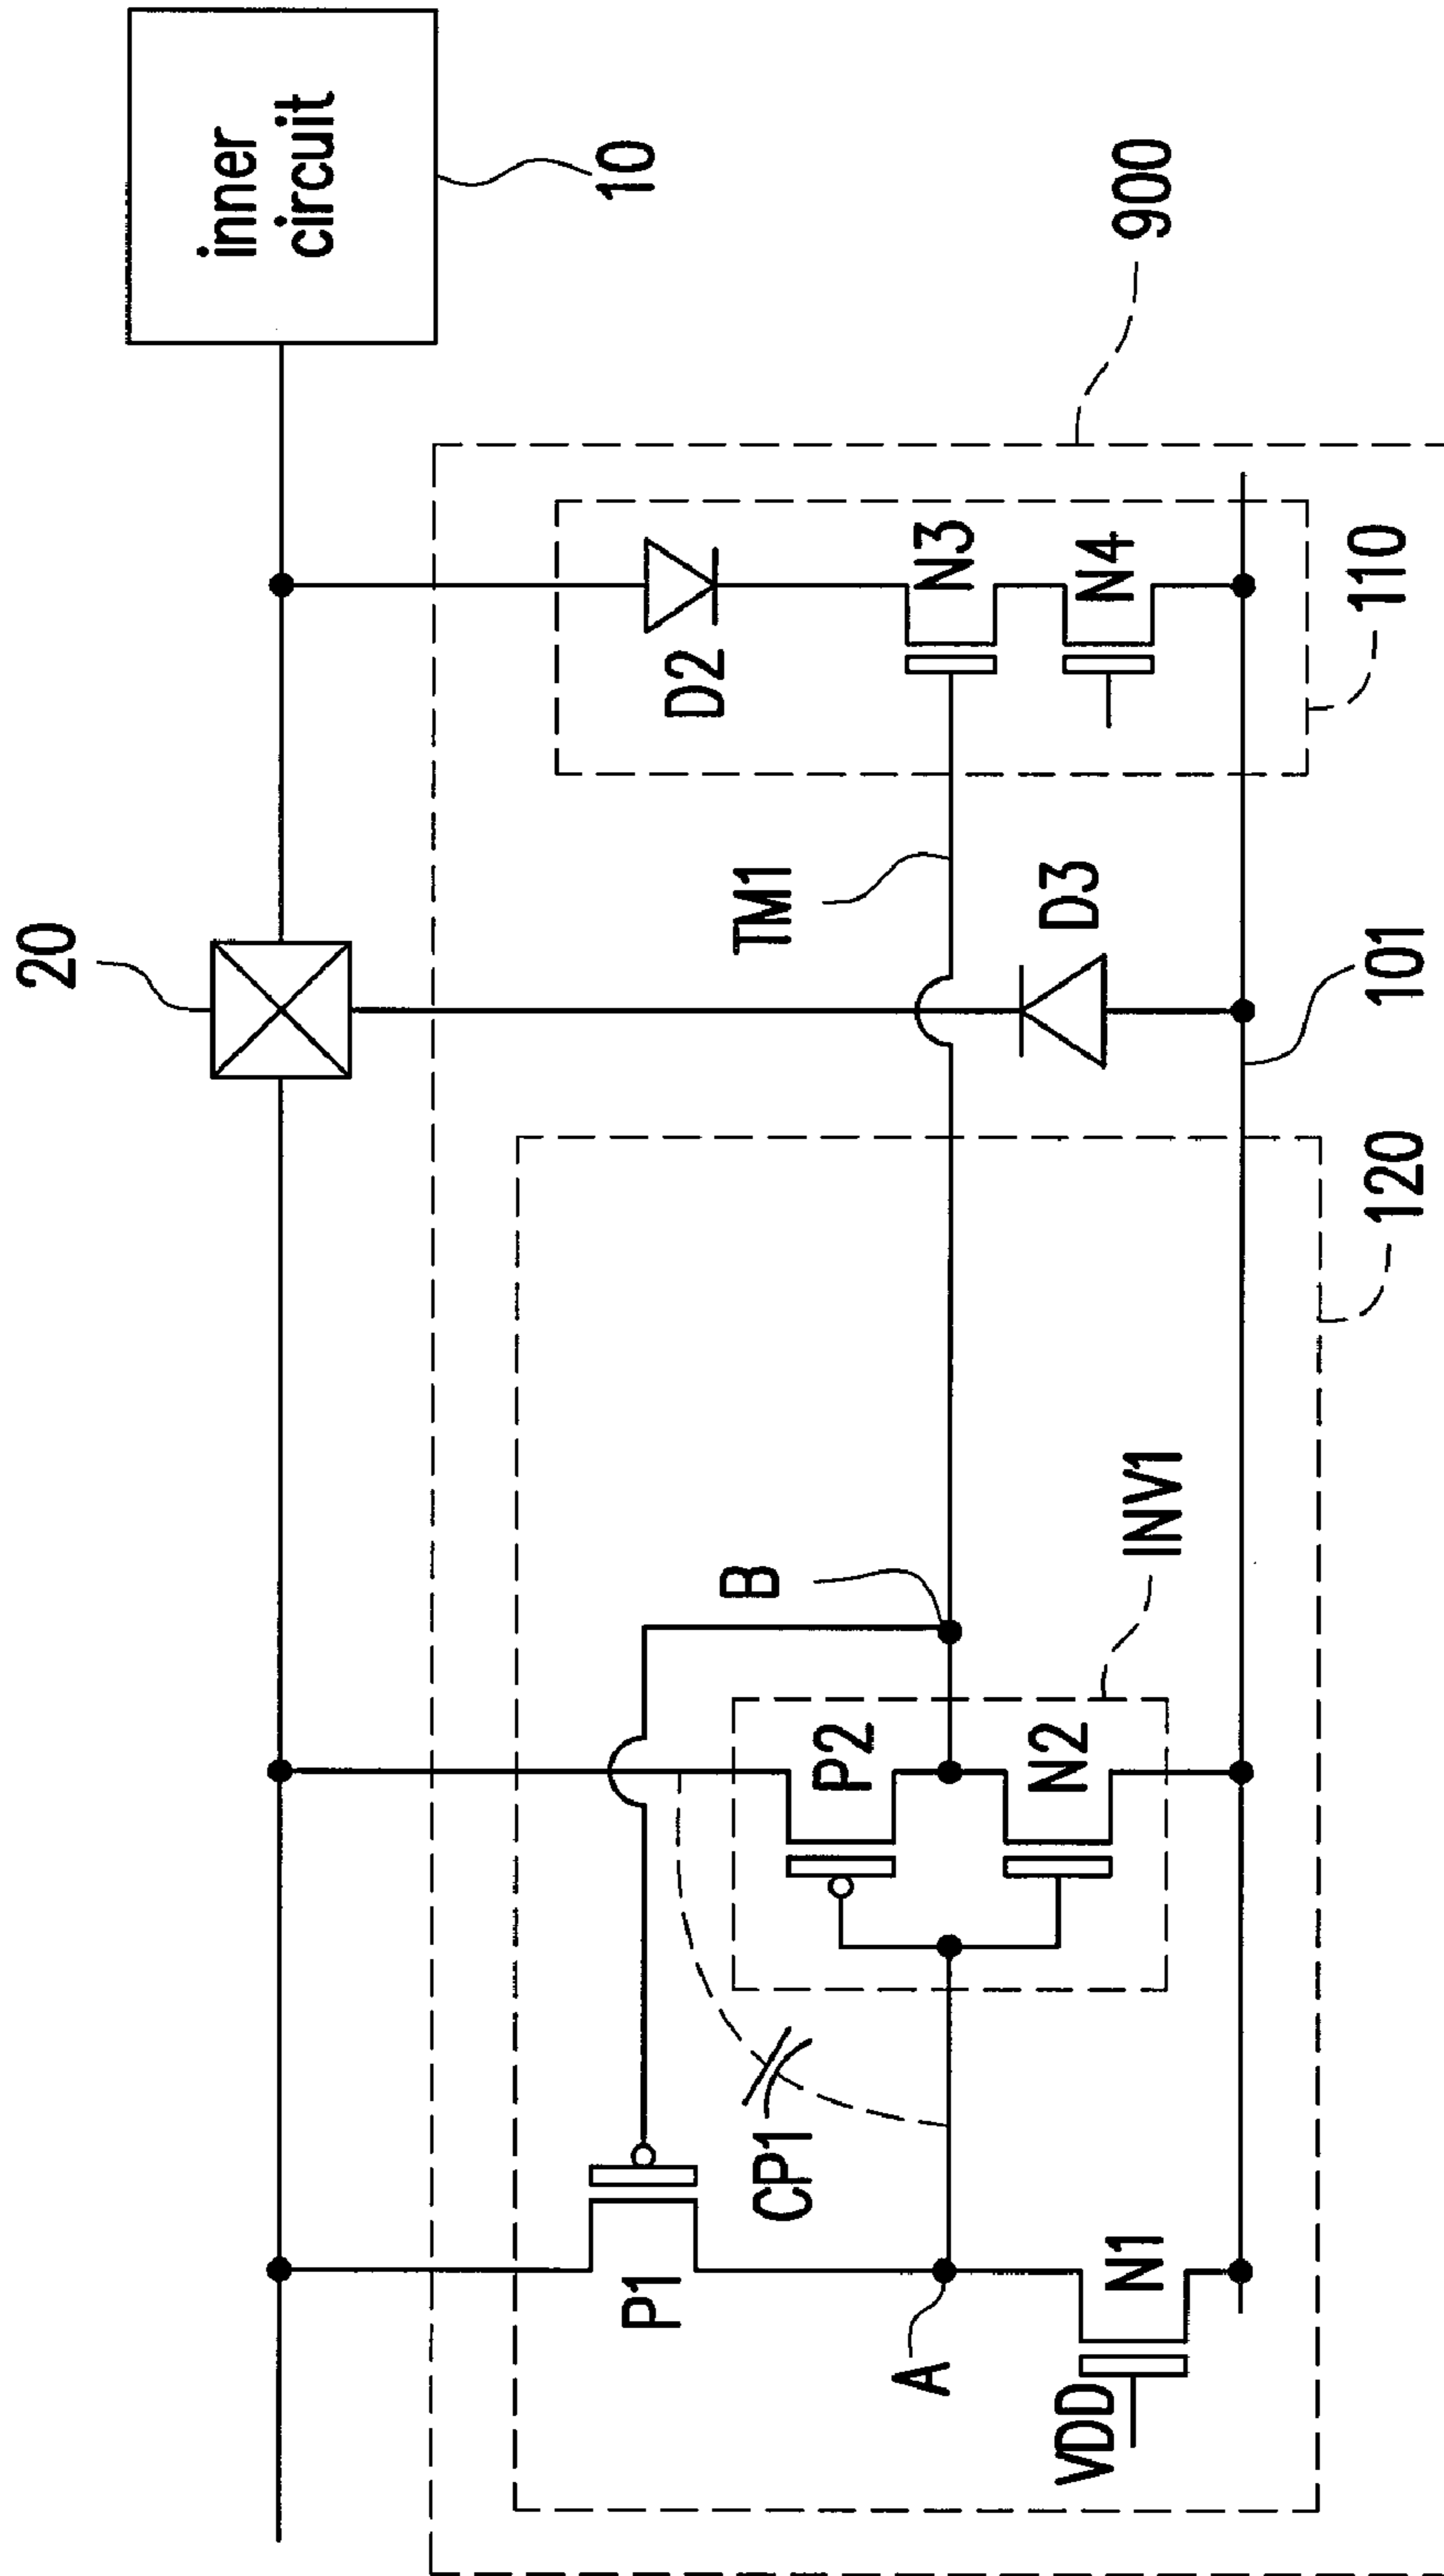 inner
circuit
10
20
900
D2
N3
N4
110
TM1
D3
101
120
B
INV1
P2
N2
CP1
P1
A
N1
VDD